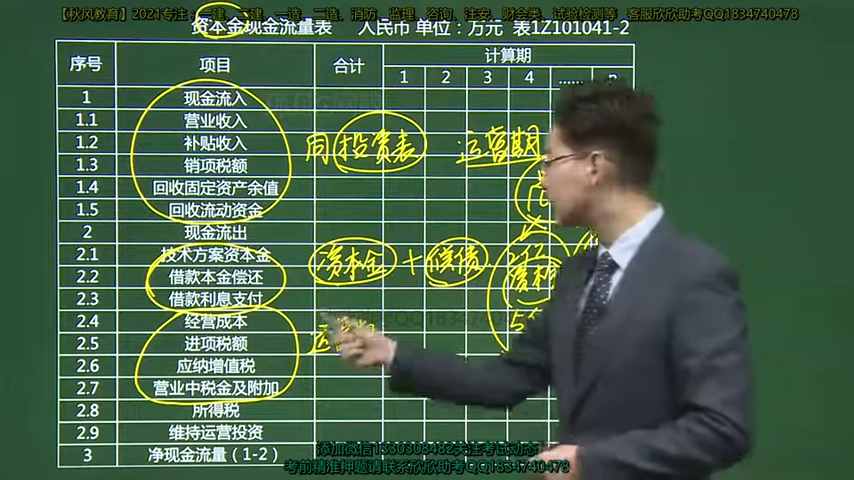 【秋风教育】2021专注：一建、二建、一造、二造、消防、监理、咨询、注安、财会类、试验检测等 客服欣欣助考QQ1834740478
资本金现金流量表 人民币 单位：万元 表1Z101041-2
序号 项目 合计 计算期
1 2 3 4 …… n
1 现金流入
1.1 营业收入
1.2 补贴收入
1.3 销项税额
1.4 回收固定资产余值
1.5 回收流动资金
2 现金流出
2.1 技术方案资本金
2.2 借款本金偿还
2.3 借款利息支付
2.4 经营成本
2.5 进项税额
2.6 应纳增值税
2.7 营业中税金及附加
2.8 所得税
2.9 维持运营投资
3 净现金流量（1-2）
同投资表 运营期
资本金 + 偿债
添加微信1330308482关注考试动态
考前精准押题请联系欣欣助考QQ1834740478